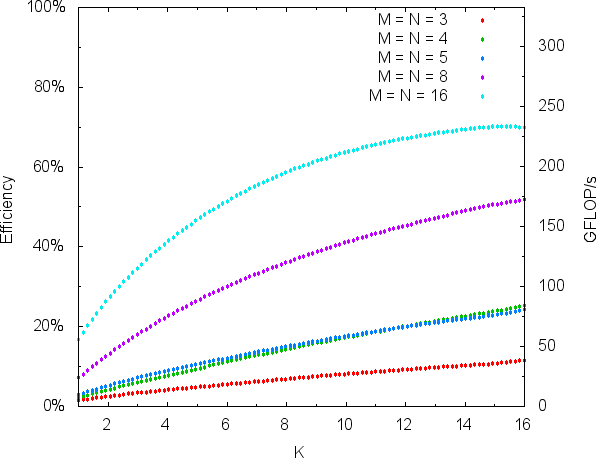 100%
80%
60%
40%
20%
0%
Efficiency
M = N = 3
M = N = 4
M = N = 5
M = N = 8
M = N = 16
300
250
200
150
100
50
0
GFLOP/s
2 4 6 8 10 12 14 16
K